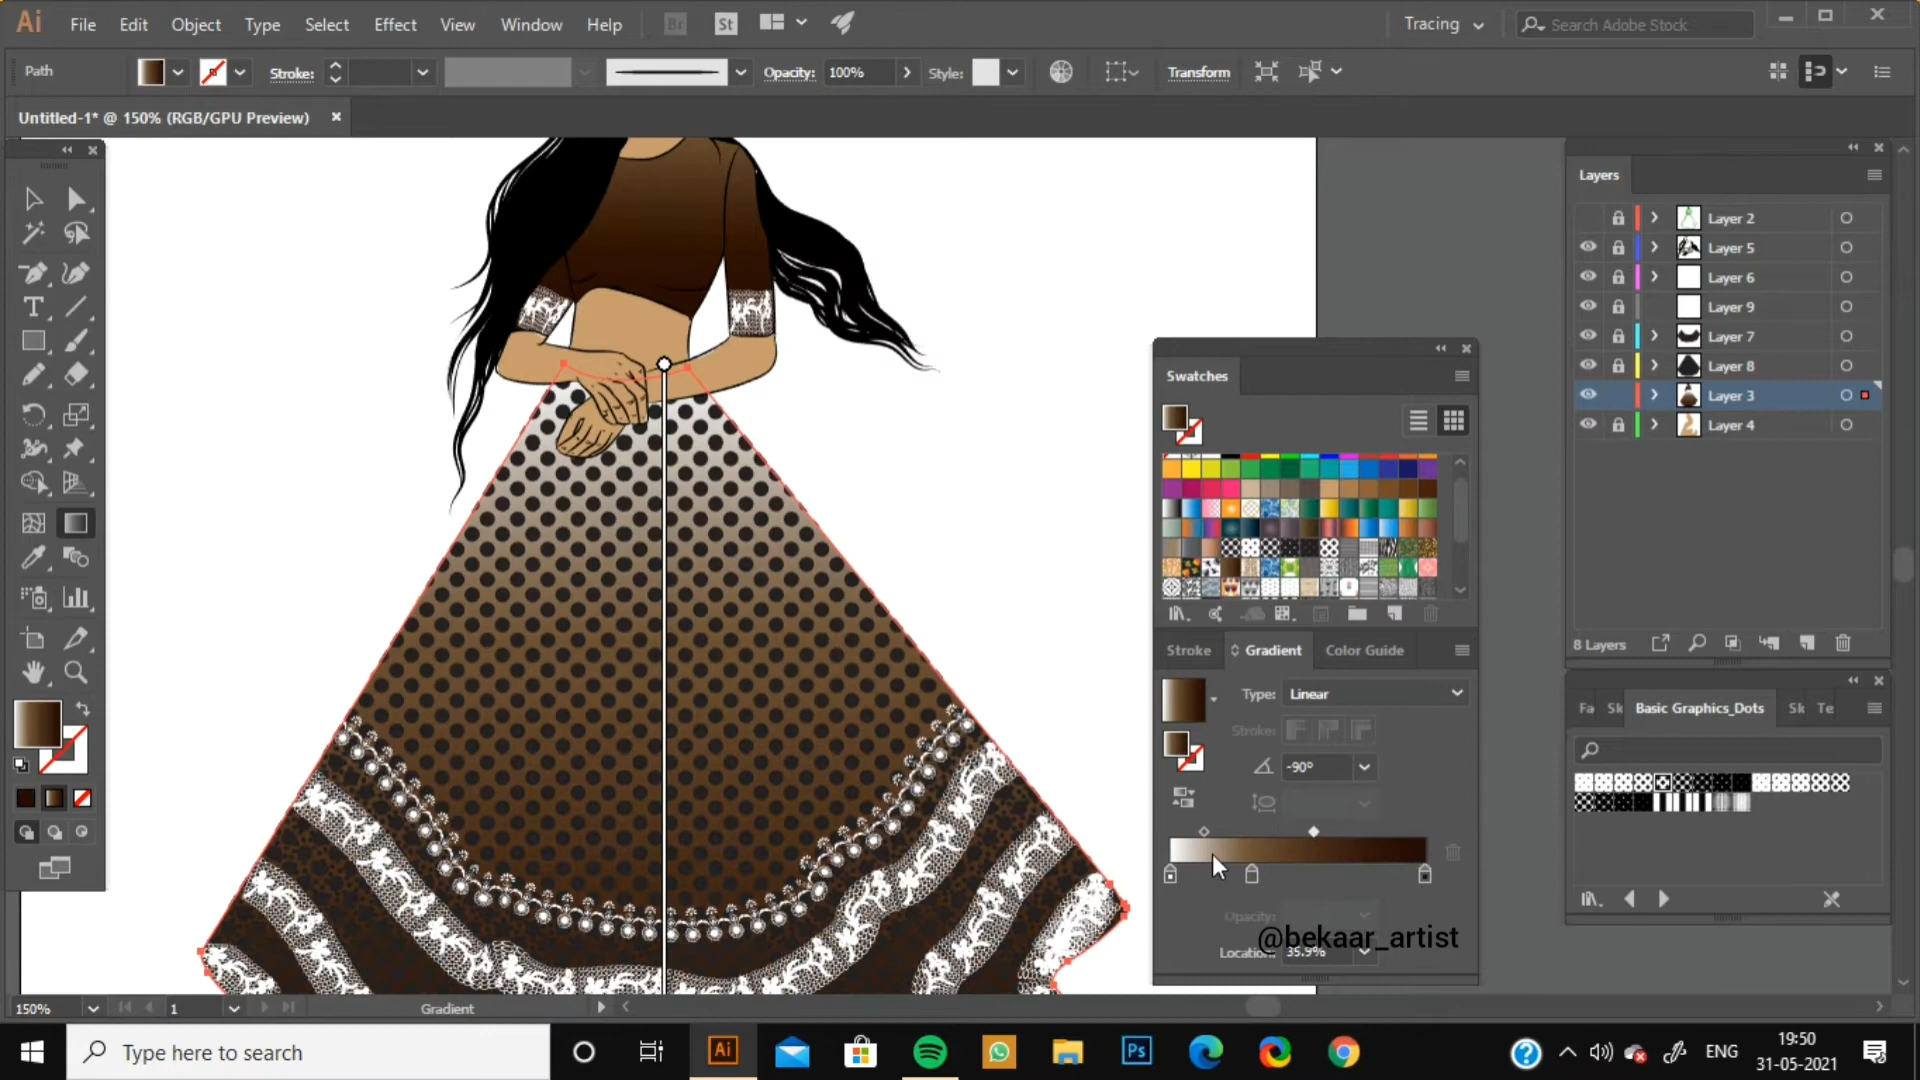 Ai File Edit Object Type Select Effect View Window Help Br St Tracing Search Adobe Stock
Path Stroke: Opacity: 100% Style: Transform
Untitled-1* @ 150% (RGB/GPU Preview)
Layers
Layer 2
Layer 5
Layer 6
Layer 9
Layer 7
Layer 8
Layer 3
Layer 4
8 Layers
Swatches
Stroke Gradient Color Guide
Type: Linear
Stroke:
-90°
Opacity:
@bekaar_artist
Location: 35.9%
Fa Sk Basic Graphics_Dots Sk Te
150% 1 Gradient
Type here to search
Ai
Ps
ENG
19:50
31-05-2021